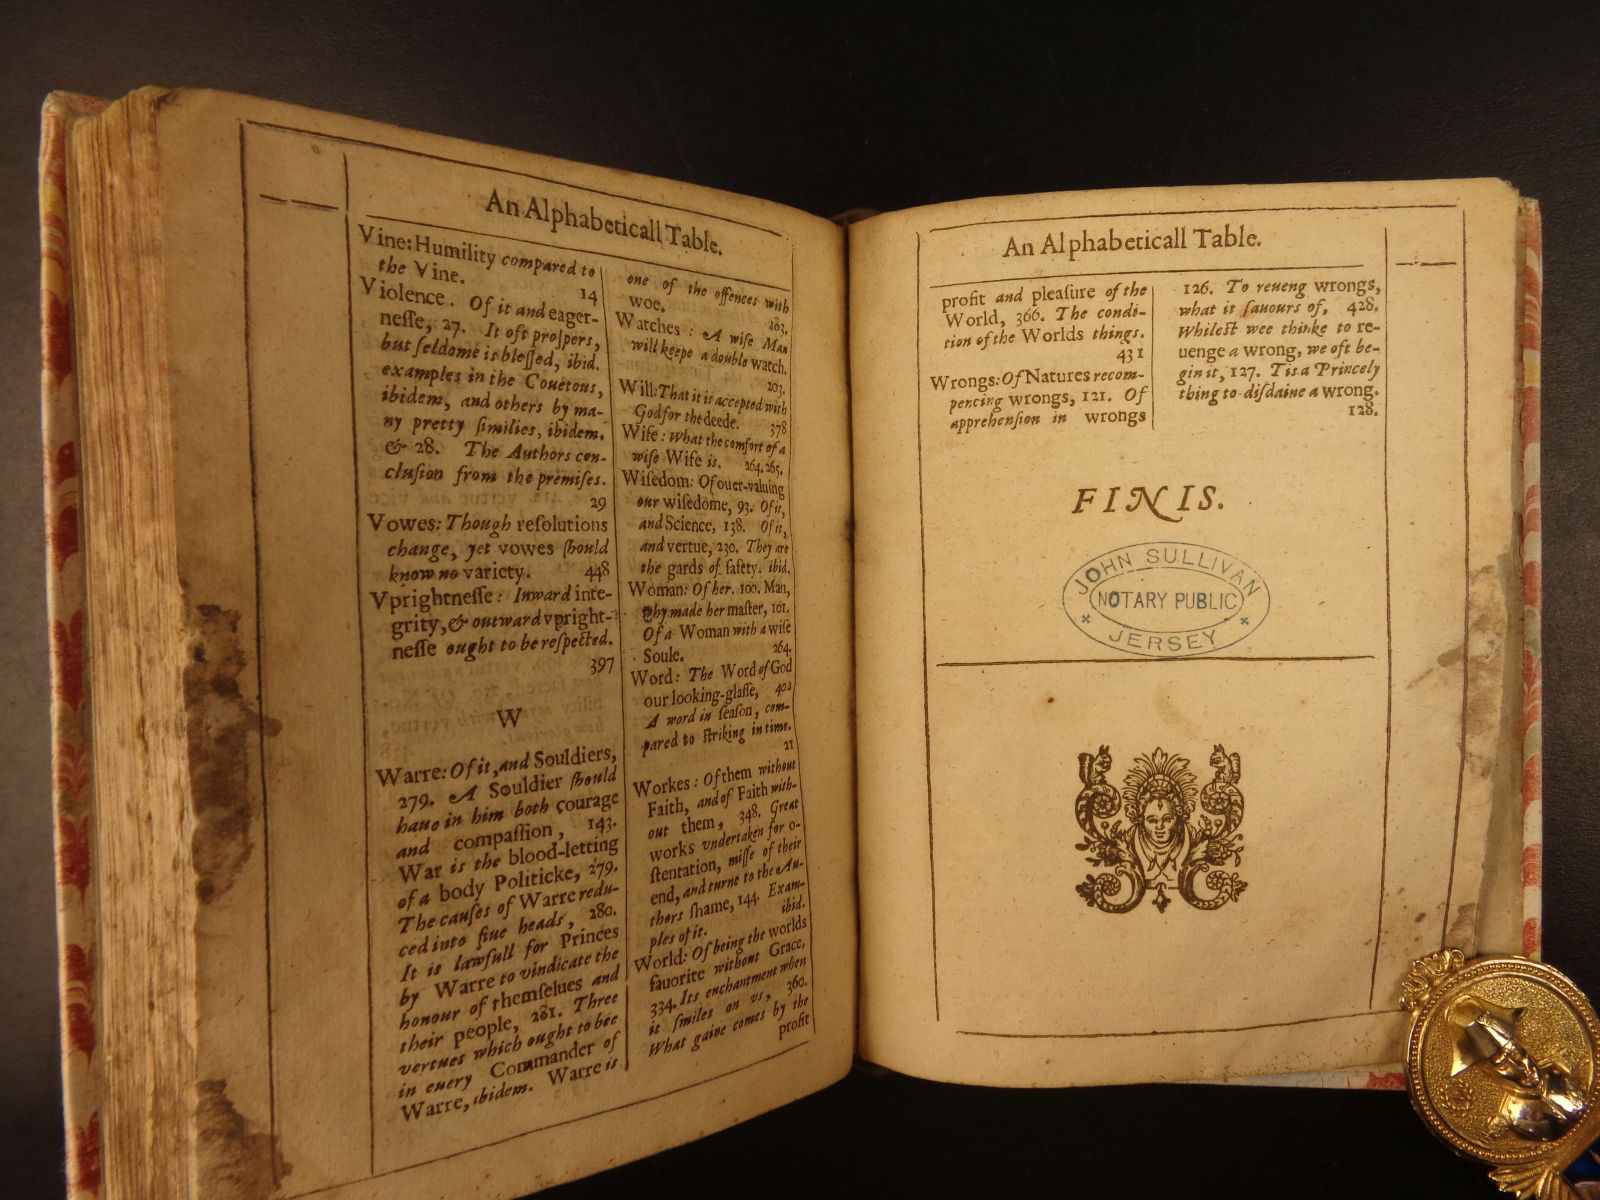 An Alphabeticall Table.
Vine: Humility compared to
the Vine. 14
Violence. Of it and eager-
neſſe, 27. It oft proſpers,
but ſeldome is bleſſed, ibid.
examples in the Couetous,
ibidem, and others by ma-
ny pretty ſimilies, ibidem.
& 28. The Authors con-
cluſion from the premiſes.
29
Vowes: Though reſolutions
change, yet vowes ſhould
know no variety. 448
Vprightneſſe: Inward inte-
grity, & outward vpright-
neſſe ought to be reſpected.
397
W
Warre: Of it, and Souldiers,
279. A Souldier ſhould
haue in him both courage
and compaſſion, 143.
War is the blood-letting
of a body Politicke, 279.
The cauſes of Warre redu-
ced into fiue heads, 280.
It is lawfull for Princes
by Warre to vindicate the
honour of themſelues and
their people, 281. Three
vertues which ought to bee
in euery Commander of
Warre, ibidem. Warre is
one of the offences with
woe. 282.
Watches: A wiſe Man
will keepe a double watch.
203.
Will: That it is accepted with
God for the deede. 378
Wife: What the comfort of a
wiſe Wife is. 264.265.
Wiſedom: Of ouer-valuing
our wiſedome, 93. Of it,
and Science, 138. Of it,
and vertue, 230. They are
the gards of ſafety. ibid.
Woman: Of her. 100. Man,
why made her maſter, 101.
Of a Woman with a wiſe
Soule. 264.
Word: The Word of God
our looking-glaſſe, 402
A word in ſeaſon, com-
pared to ſtriking in time.
21
Workes: Of them without
Faith, and of Faith with-
out them, 348. Great
works vndertaken for o-
ſtentation, miſſe of their
end, and turne to the Au-
thors ſhame, 144. Exam-
ples of it. ibid.
World: Of being the worlds
fauorite without Grace,
334. Its enchantment when
it ſmiles on vs, 360.
What gaine comes by the
profit
An Alphabeticall Table.
profit and pleaſure of the
World, 366. The condi-
tion of the Worlds things.
431
Wrongs: Of Natures recom-
pencing wrongs, 121. Of
apprehenſion in wrongs
126. To reueng wrongs,
what it ſauours of, 428.
Whileſt wee thinke to re-
uenge a wrong, we oft be-
gin it, 127. Tis a Princely
thing to diſdaine a wrong.
128.
FINIS.
JOHN SULLIVAN
NOTARY PUBLIC
JERSEY